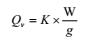 Qᵥ = K × W/g